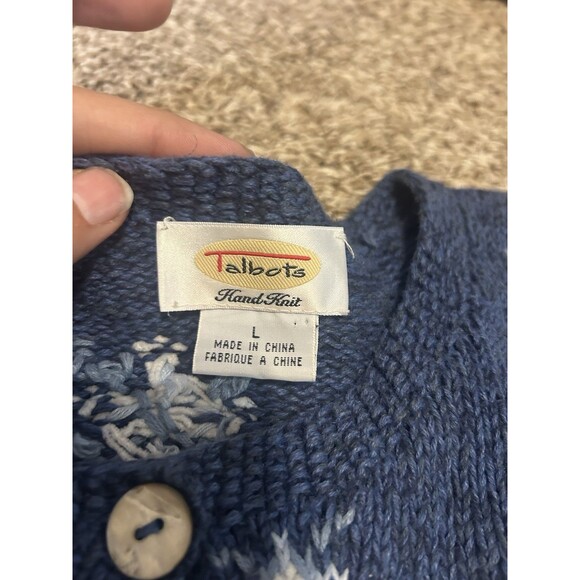 Talbots
Hand Knit
L
MADE IN CHINA
FABRIQUE A CHINE